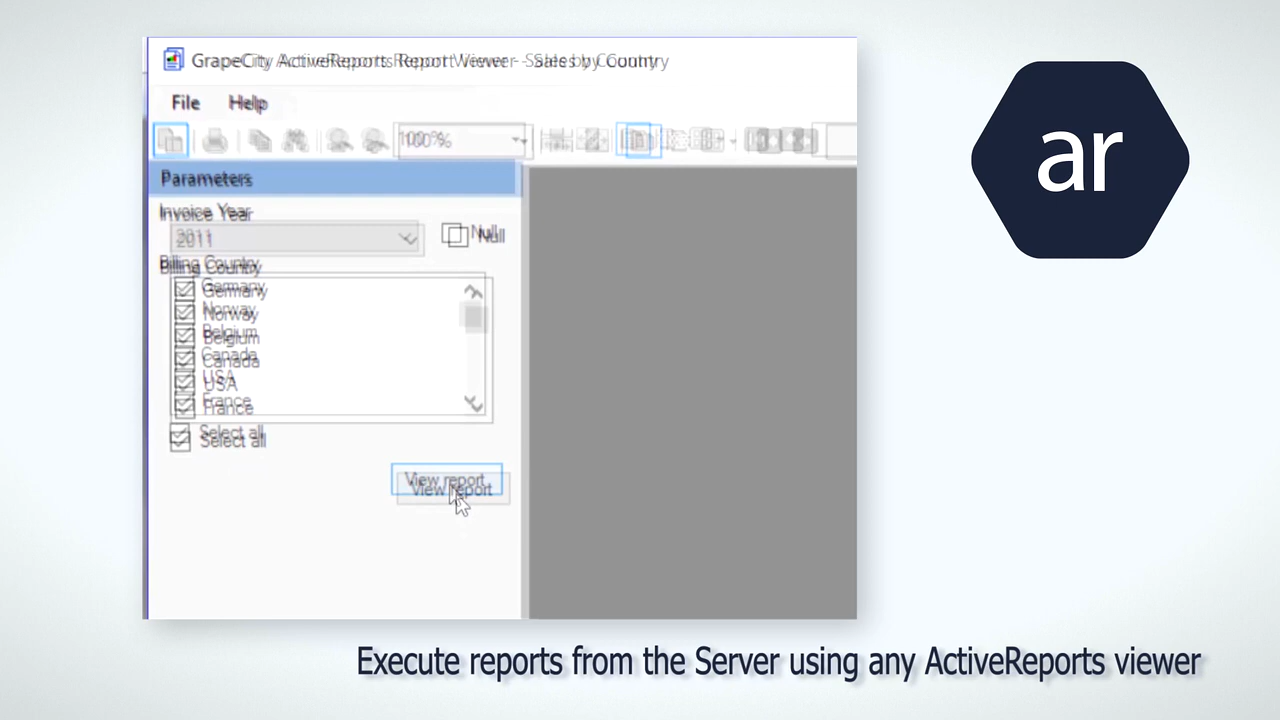 GrapeCity ActiveReports Report Viewer - Sales by Country
ar
File Help
100%
Parameters
Invoice Year
2011
Null
Billing Country
Germany
Norway
Belgium
Canada
USA
France
Select all
View report
Execute reports from the Server using any ActiveReports viewer